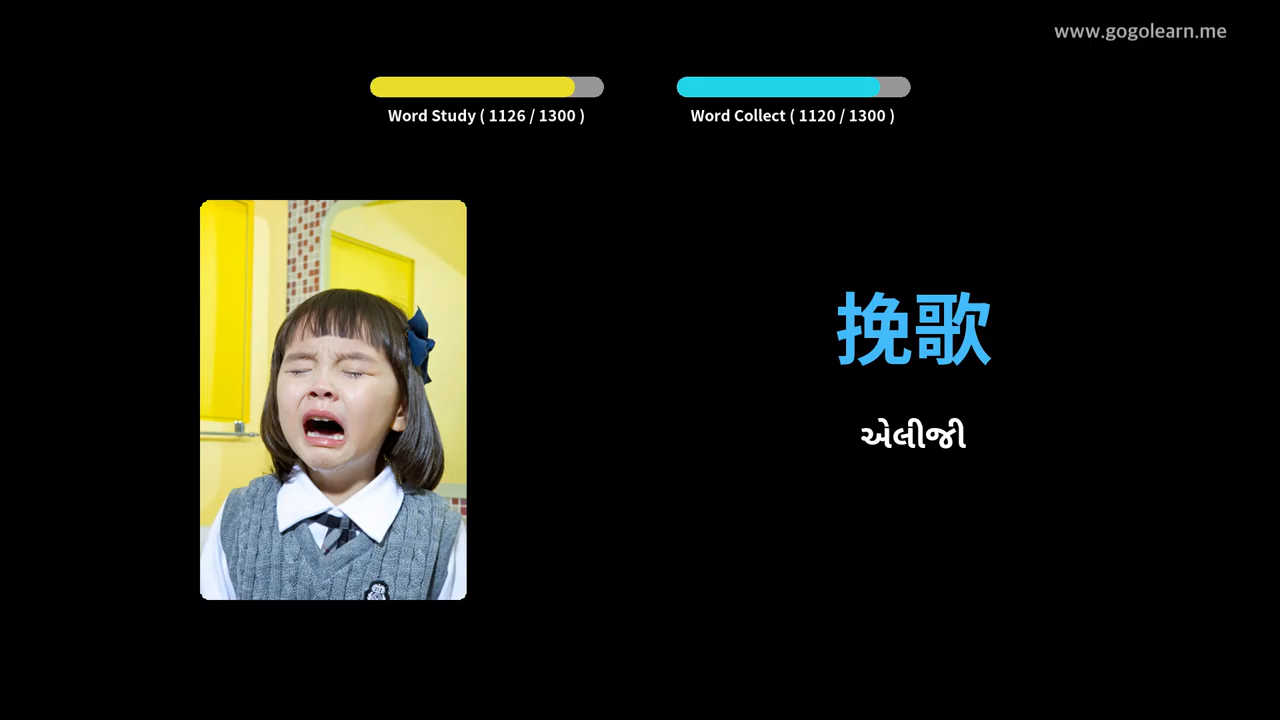 www.gogolearn.me
Word Study ( 1126 / 1300 )
Word Collect ( 1120 / 1300 )
挽歌
એલીજી